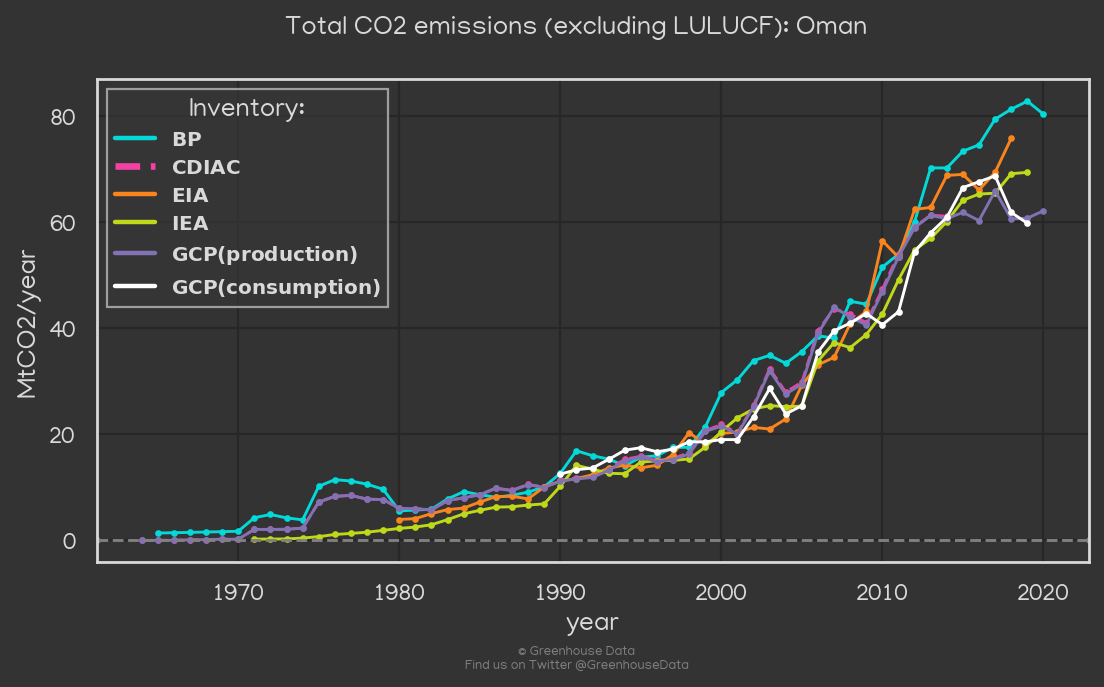 Total CO2 emissions (excluding LULUCF): Oman
Inventory:
BP
CDIAC
EIA
IEA
GCP(production)
GCP(consumption)
MtCO2/year
80
60
40
20
0
1970
1980
1990
2000
2010
2020
year
© Greenhouse Data
Find us on Twitter @GreenhouseData